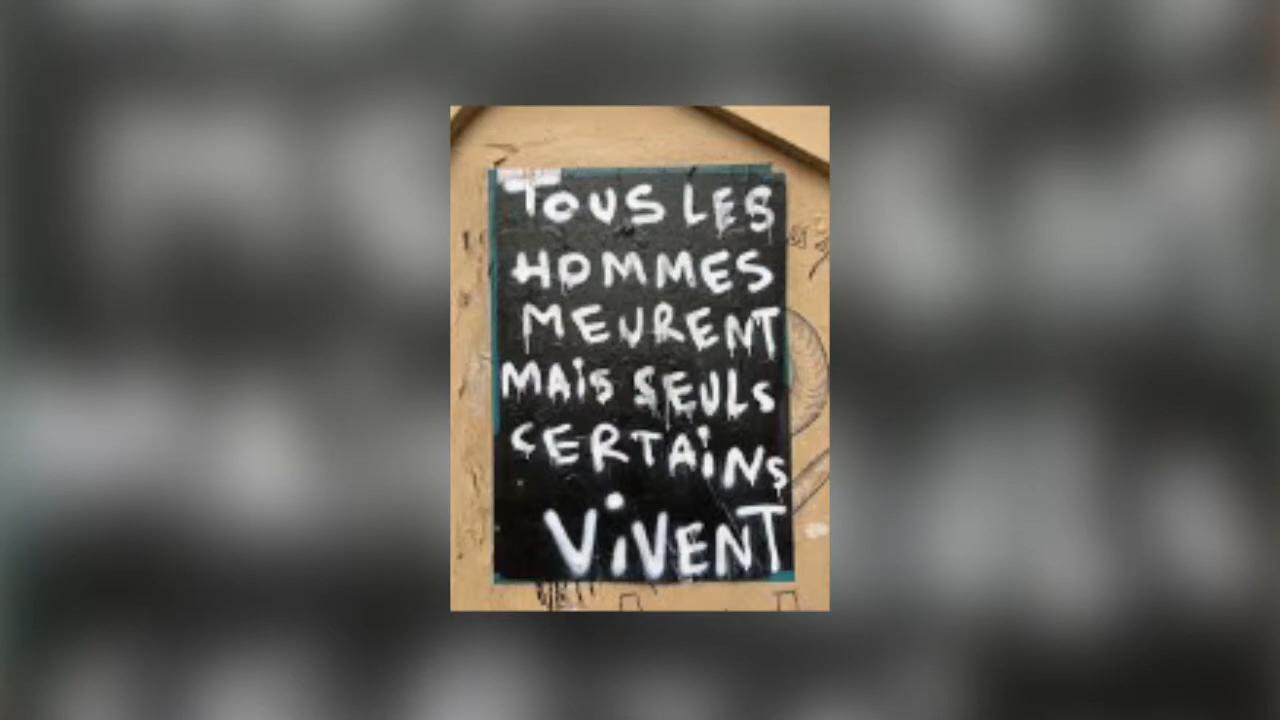 TOUS LES
HOMMES
MEURENT
MAiS SEULS
CERTAiNS
ViVENT